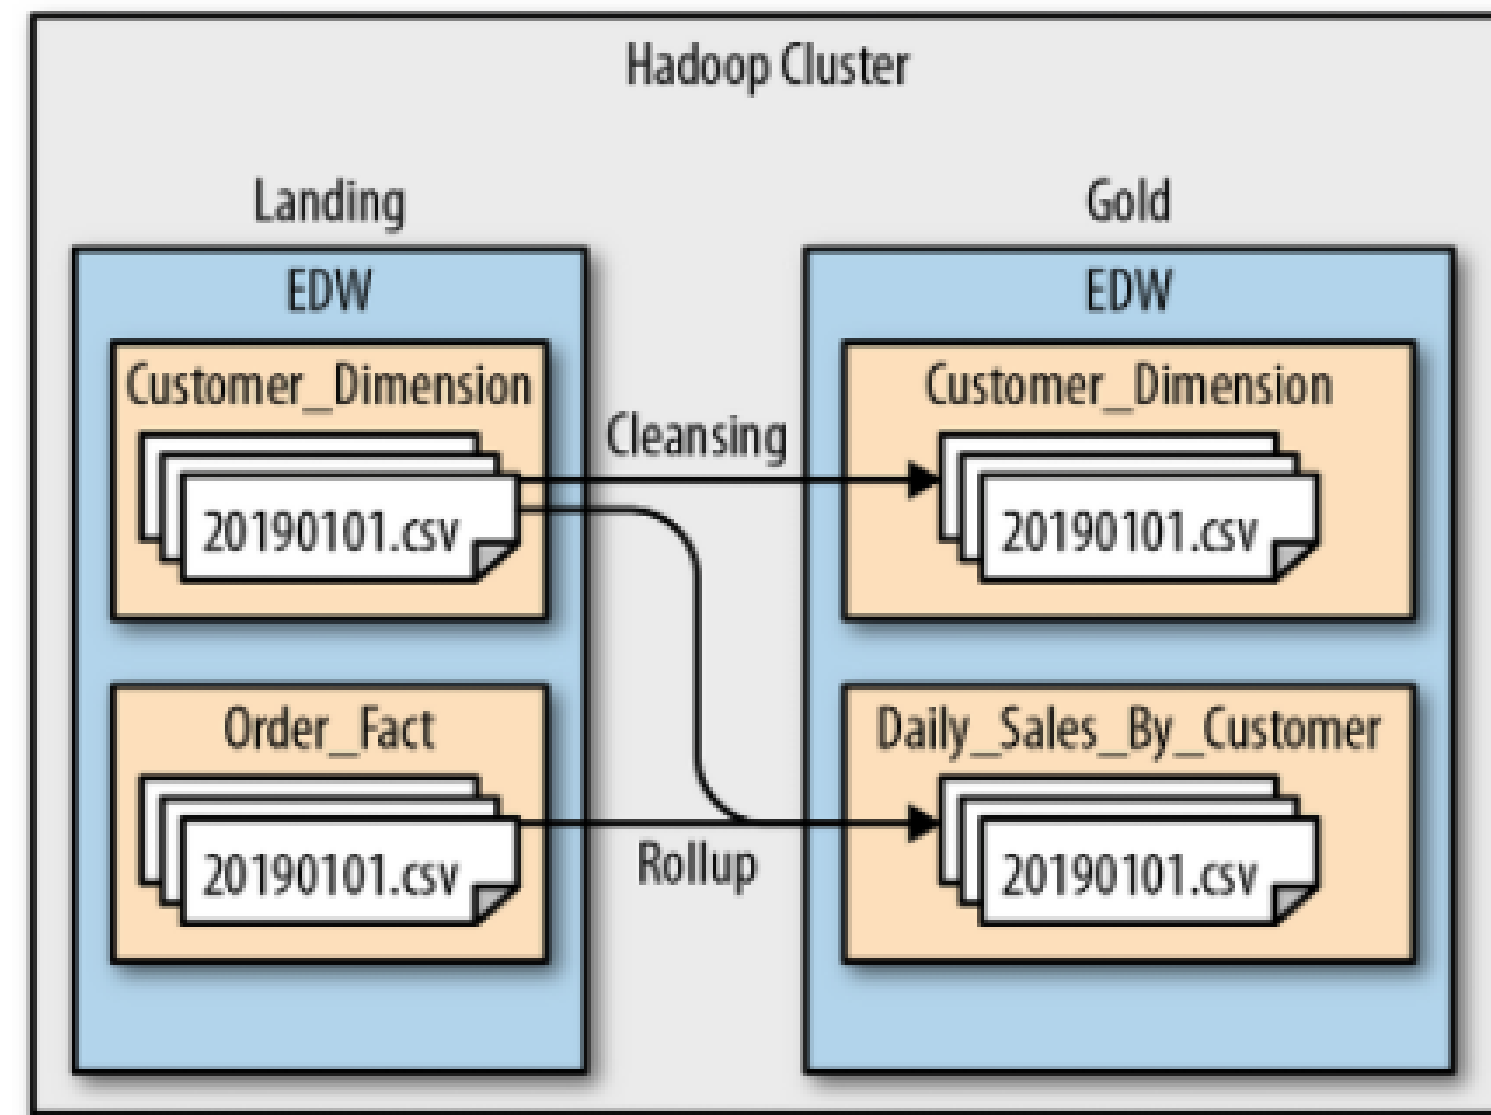 Hadoop Cluster
Landing
EDW
Customer_Dimension
20190101.csv
Order_Fact
20190101.csv
Cleansing
Rollup
Gold
EDW
Customer_Dimension
20190101.csv
Daily_Sales_By_Customer
20190101.csv